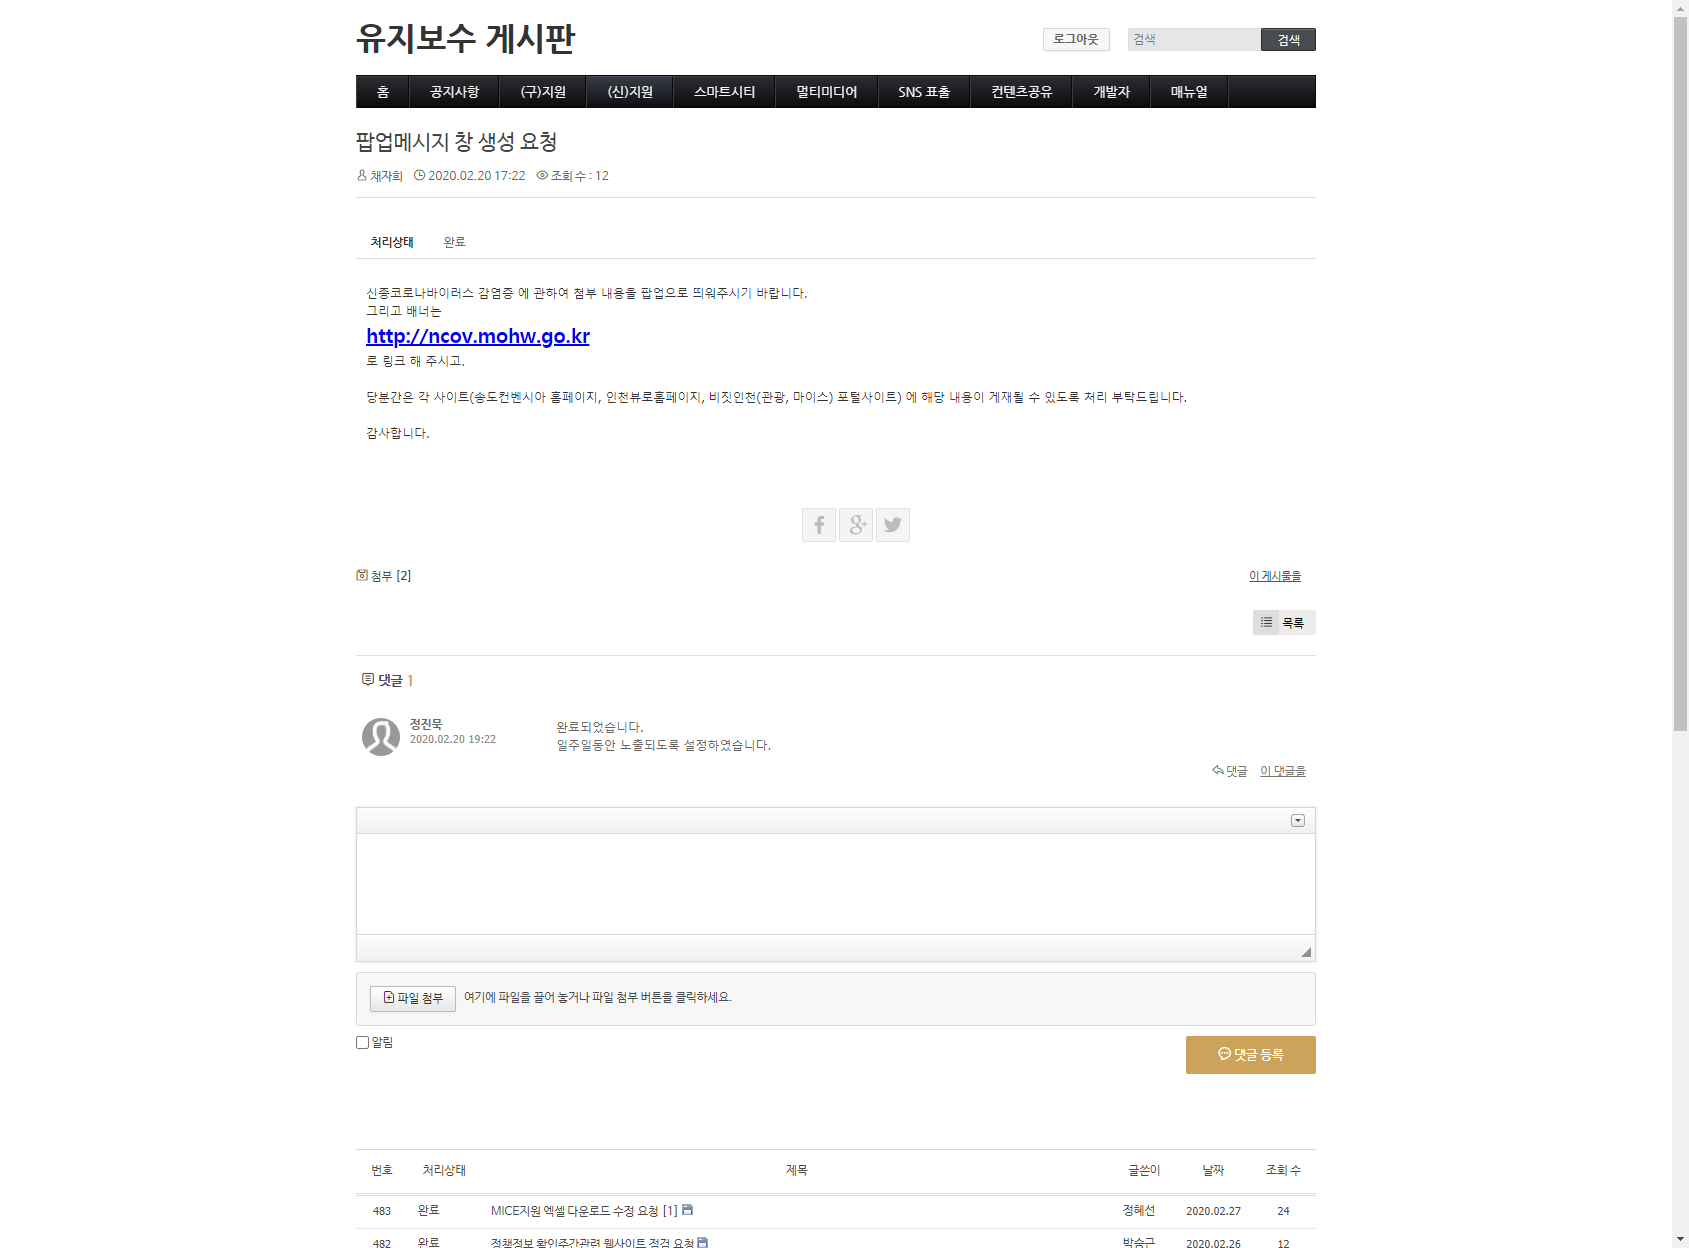 유지보수 게시판
로그아웃 검색 검색
홈 공지사항 (구)지원 (신)지원 스마트시티 멀티미디어 SNS 표출 컨텐츠공유 개발자 매뉴얼
팝업메시지 창 생성 요청
채자희 2020.02.20 17:22 조회 수 : 12
처리상태 완료
신종코로나바이러스 감염증 에 관하여 첨부 내용을 팝업으로 띄워주시기 바랍니다.
그리고 배너는
http://ncov.mohw.go.kr
로 링크 해 주시고.
당분간은 각 사이트(송도컨벤시아 홈페이지, 인천뷰로홈페이지, 비짓인천(관광, 마이스) 포털사이트) 에 해당 내용이 게재될 수 있도록 처리 부탁드립니다.
감사합니다.
첨부 [2] 이 게시물을
목록
댓글 1
정진묵 완료되었습니다.
2020.02.20 19:22 일주일동안 노출되도록 설정하였습니다.
댓글 이 댓글을
파일 첨부 여기에 파일을 끌어 놓거나 파일 첨부 버튼을 클릭하세요.
알림 댓글 등록
번호 처리상태 제목 글쓴이 날짜 조회 수
483 완료 MICE지원 엑셀 다운로드 수정 요청 [1] 정혜선 2020.02.27 24
482 완료 정책정보 확인주간관련 웹사이트 점검 요청 박승근 2020.02.26 12